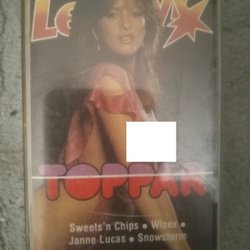 TOPPAR
Sweets'n Chips • Wizex •
Janne Lucas • Snowstorm